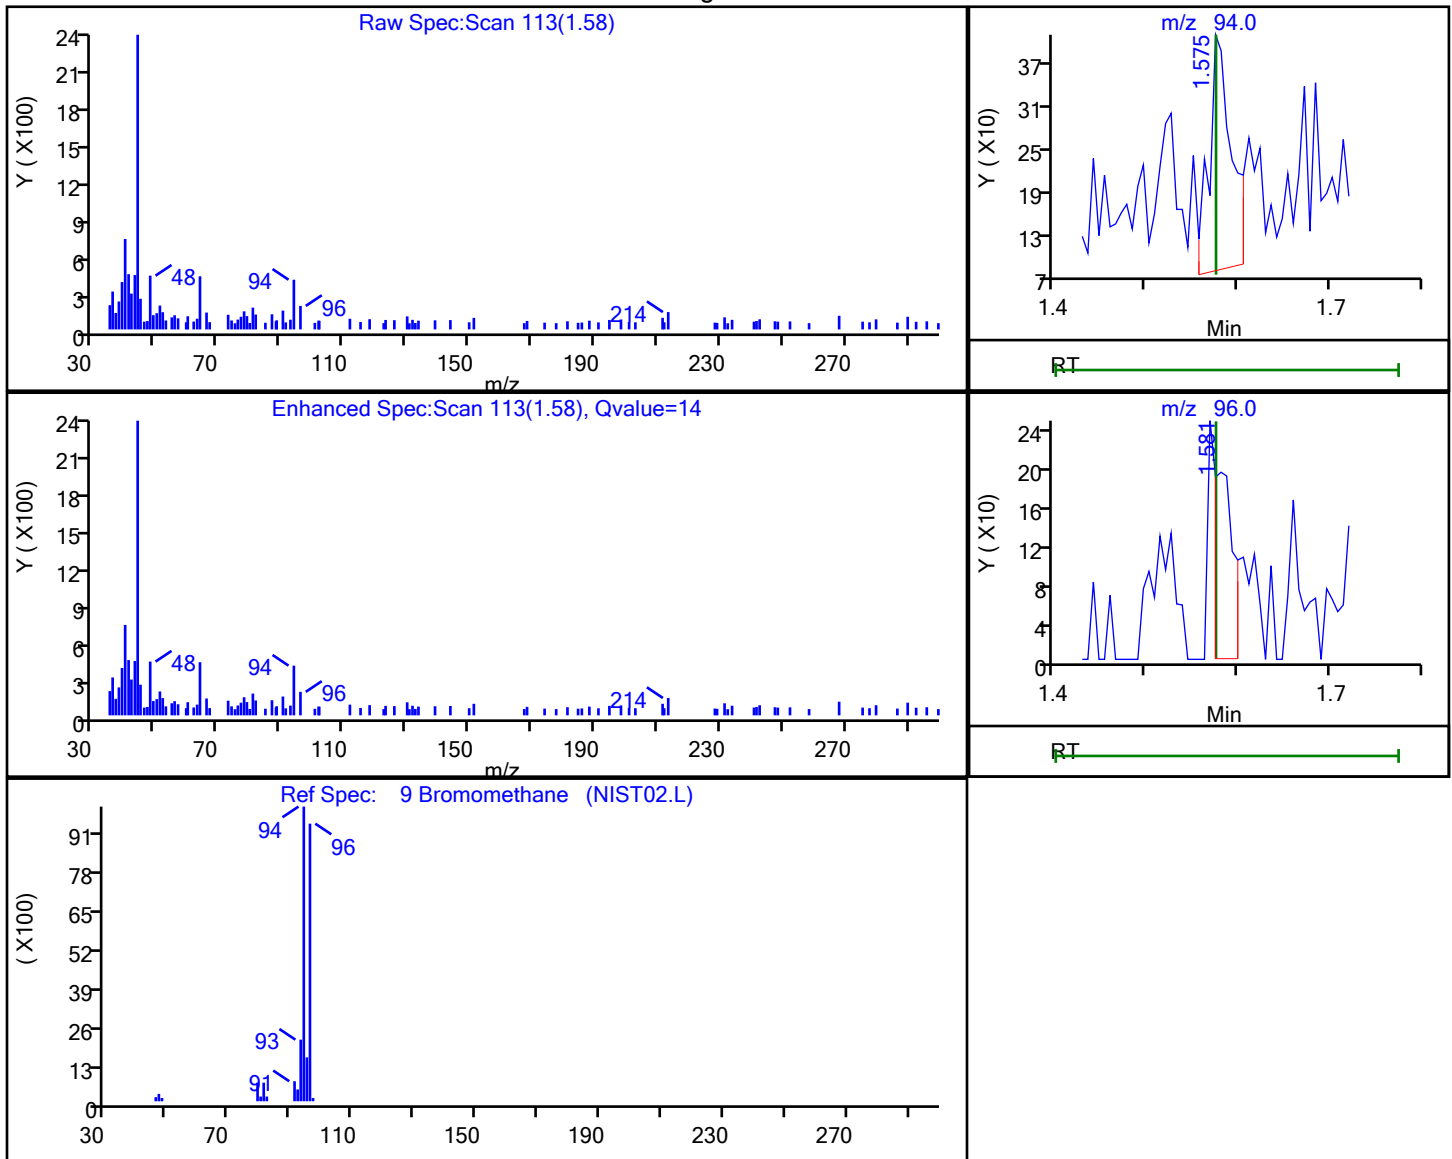 Raw Spec:Scan 113(1.58)
Y ( X100)
24
21
18
15
12
9
6
3
0
48
94
96
214
30 70 110 150 190 230 270
m/z
m/z 94.0
Y ( X10)
37
31
25
19
13
7
1.575
1.4 1.7
Min
RT
Enhanced Spec:Scan 113(1.58), Qvalue=14
Y ( X100)
24
21
18
15
12
9
6
3
0
48
94
96
214
30 70 110 150 190 230 270
m/z
m/z 96.0
Y ( X10)
24
20
16
12
8
4
0
1.581
1.4 1.7
Min
RT
Ref Spec: 9 Bromomethane (NIST02.L)
( X100)
91
78
65
52
39
26
13
0
94
96
93
91
30 70 110 150 190 230 270